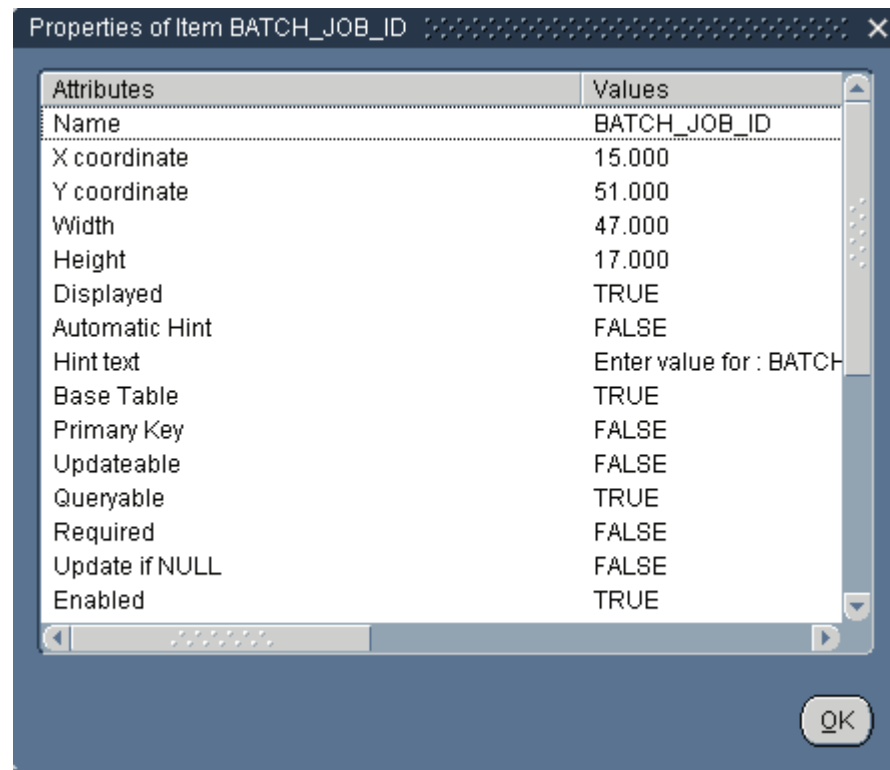 Properties of Item BATCH_JOB_ID
Attributes Values
Name BATCH_JOB_ID
X coordinate 15.000
Y coordinate 51.000
Width 47.000
Height 17.000
Displayed TRUE
Automatic Hint FALSE
Hint text Enter value for : BATCH
Base Table TRUE
Primary Key FALSE
Updateable FALSE
Queryable TRUE
Required FALSE
Update if NULL FALSE
Enabled TRUE
OK